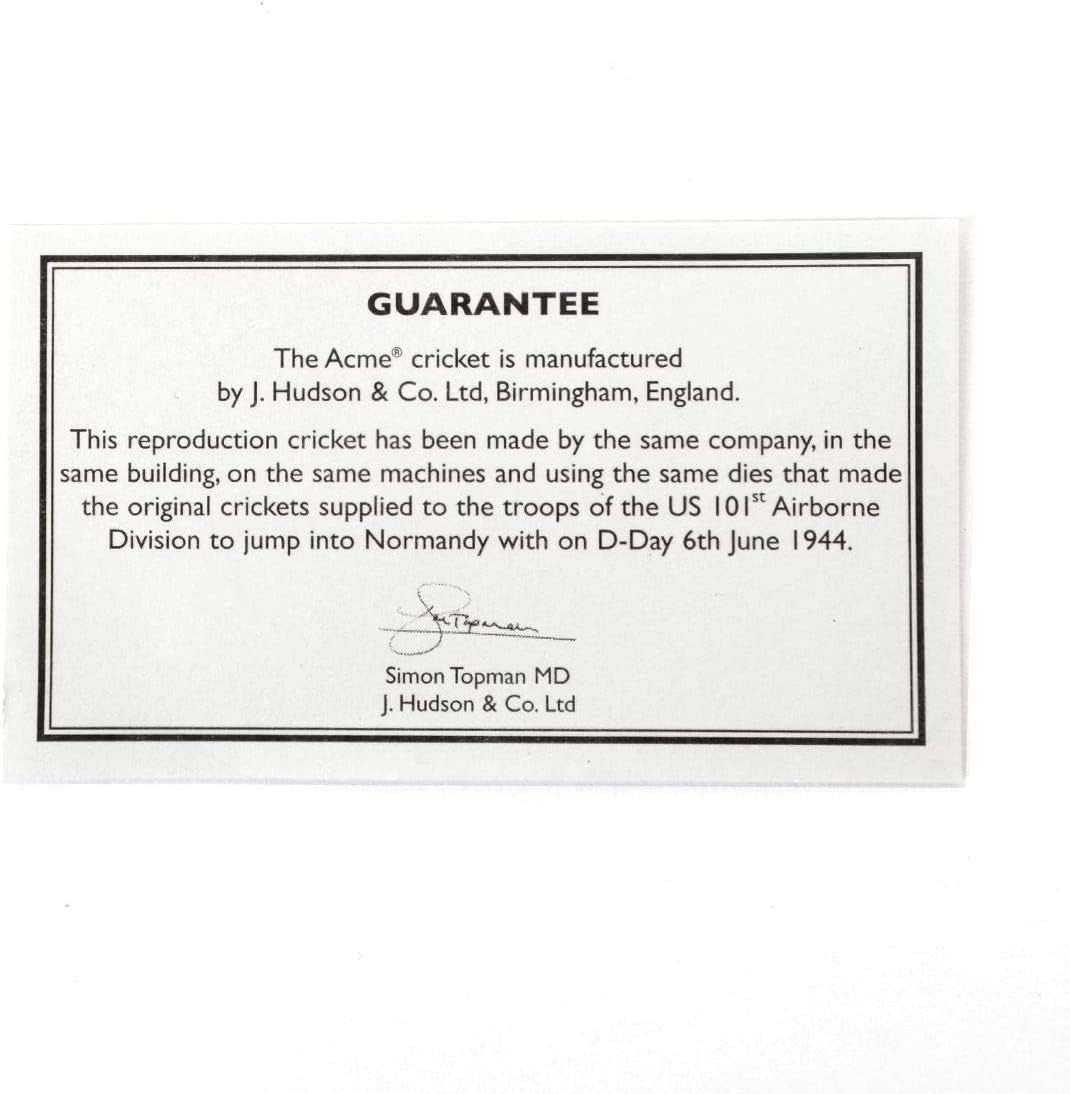 GUARANTEE
The Acme® cricket is manufactured
by J. Hudson & Co. Ltd, Birmingham, England.
This reproduction cricket has been made by the same company, in the
same building, on the same machines and using the same dies that made
the original crickets supplied to the troops of the US 101st Airborne
Division to jump into Normandy with on D-Day 6th June 1944.
Simon Topman MD
J. Hudson & Co. Ltd